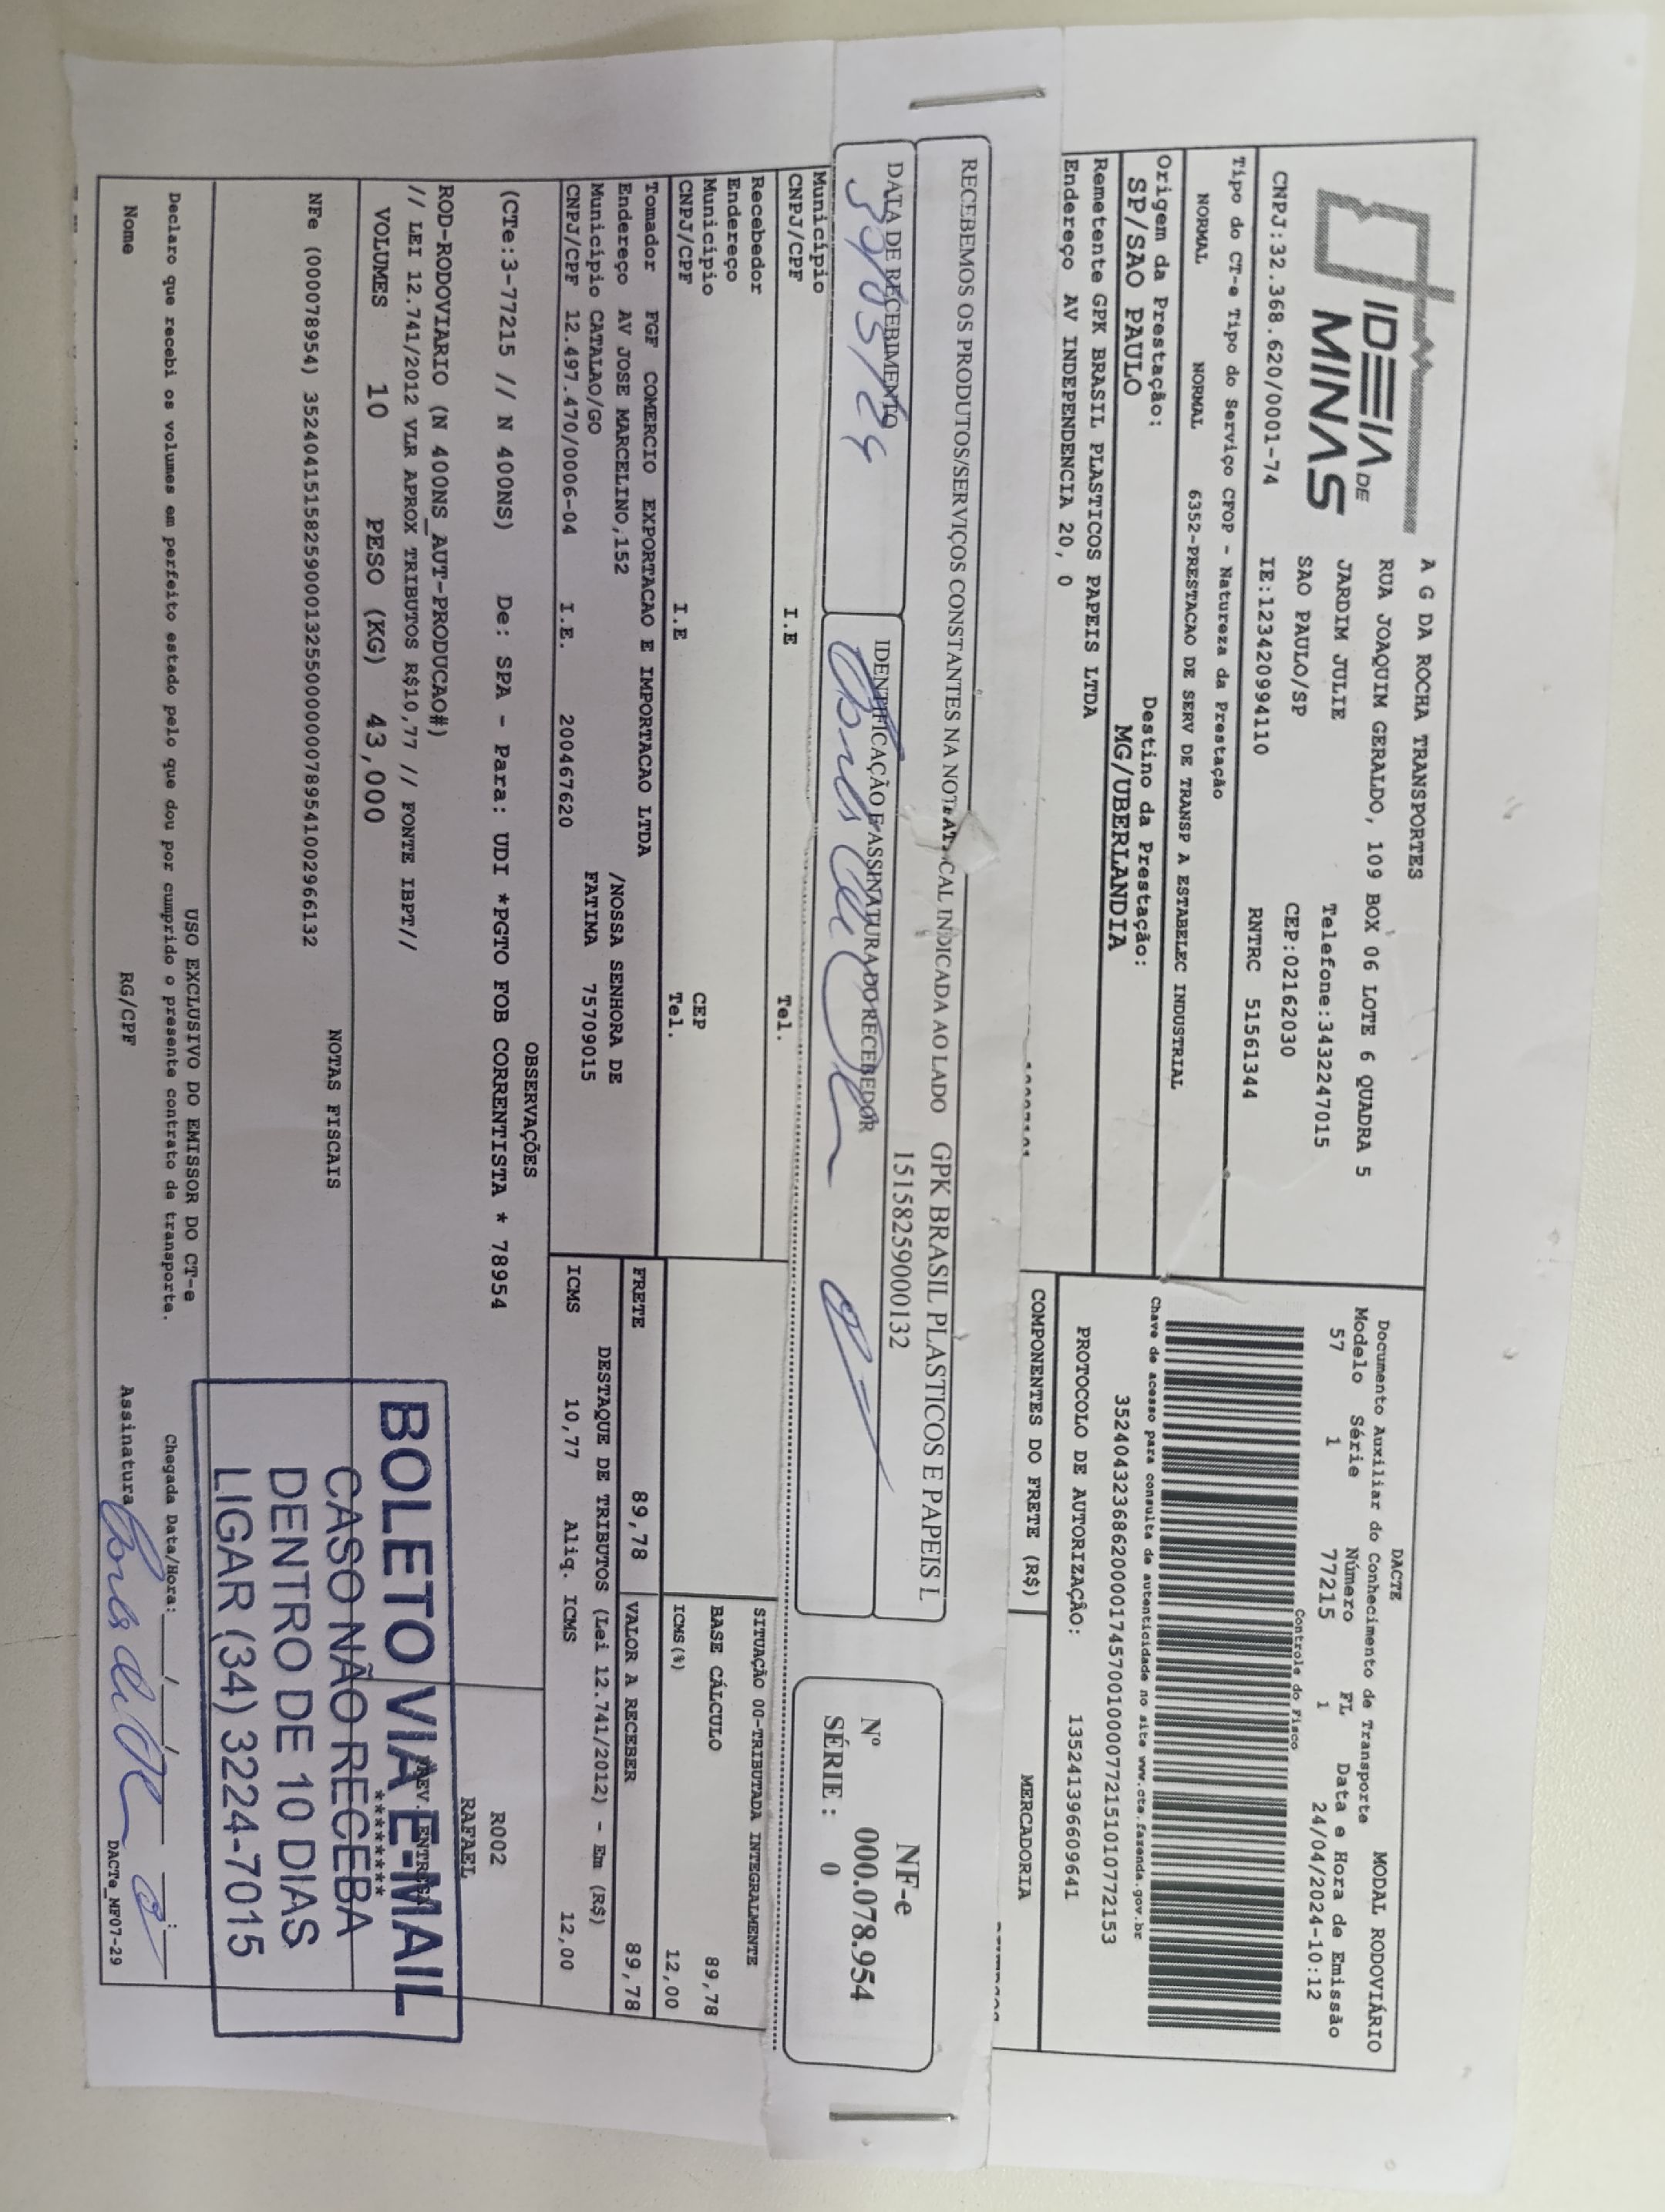 IDEIA DE
MINAS
A G DA ROCHA TRANSPORTES
RUA JOAQUIM GERALDO, 109 BOX 06 LOTE 6 QUADRA 5
JARDIM JULIE Telefone:3432247015
SAO PAULO/SP CEP:02162030
CNPJ:32.368.620/0001-74 IE:123420994110 RNTRC 51561344
Tipo do CT-e Tipo do Serviço CFOP - Natureza da Prestação
NORMAL NORMAL 6352-PRESTACAO DE SERV DE TRANSP A ESTABELEC INDUSTRIAL
Origem da Prestação: Destino da Prestação:
SP/SAO PAULO MG/UBERLANDIA
Remetente GPK BRASIL PLASTICOS PAPEIS LTDA
Endereço AV INDEPENDENCIA 20, 0
DACTE MODAL RODOVIÁRIO
Documento Auxiliar do Conhecimento de Transporte
Modelo Série Número FL Data e Hora de Emissão
57 1 77215 1 24/04/2024-10:12
Controle do Fisco
Chave de acesso para consulta de autenticidade no site www.cte.fazenda.gov.br
35240432368620000174570010000772151010772153
PROTOCOLO DE AUTORIZAÇÃO: 135241396609641
COMPONENTES DO FRETE (R$) MERCADORIA
RECEBEMOS OS PRODUTOS/SERVIÇOS CONSTANTES NA NOTA CAL INDICADA AO LADO GPK BRASIL PLASTICOS E PAPEIS L
15158259000132
DATA DE RECEBIMENTO IDENTIFICAÇÃO E ASSINATURA DO RECEBEDOR
NF-e
Nº 000.078.954
SÉRIE : 0
Município
CNPJ/CPF I.E Tel.
Recebedor
Endereço
Município CEP
CNPJ/CPF I.E Tel.
SITUAÇÃO 00-TRIBUTADA INTEGRALMENTE
BASE CÁLCULO 89,78
ICMS(%) 12,00
Tomador FGF COMERCIO EXPORTACAO E IMPORTACAO LTDA
Endereço AV JOSE MARCELINO,152 /NOSSA SENHORA DE
Município CATALAO/GO FATIMA 75709015
CNPJ/CPF 12.497.470/0006-04 I.E. 200467620
FRETE 89,78 VALOR A RECEBER 89,78
DESTAQUE DE TRIBUTOS (Lei 12.741/2012) - Em (R$)
ICMS 10,77 Aliq. ICMS 12,00
OBSERVAÇÕES
(CTe:3-77215 // N 400NS) De: SPA - Para: UDI *PGTO FOB CORRENTISTA * 78954
R002
RAFAEL
ROD-RODOVIARIO (N 400NS_AUT-PRODUCAO#)
// LEI 12.741/2012 VLR APROX TRIBUTOS R$10,77 // FONTE IBPT//
VOLUMES 10 PESO (KG) 43,000
********
NOTAS FISCAIS
NFe (000078954) 35240415158259000132550000000789541002966132
BOLETO VIA E-MAIL
CASO NÃO RECEBA
DENTRO DE 10 DIAS
LIGAR (34) 3224-7015
USO EXCLUSIVO DO EMISSOR DO CT-e
Declaro que recebi os volumes em perfeito estado pelo que dou por cumprido o presente contrato de transporte.
Chegada Data/Hora: __/__/__ __:__
Nome RG/CPF Assinatura
DACTe_MF07-29